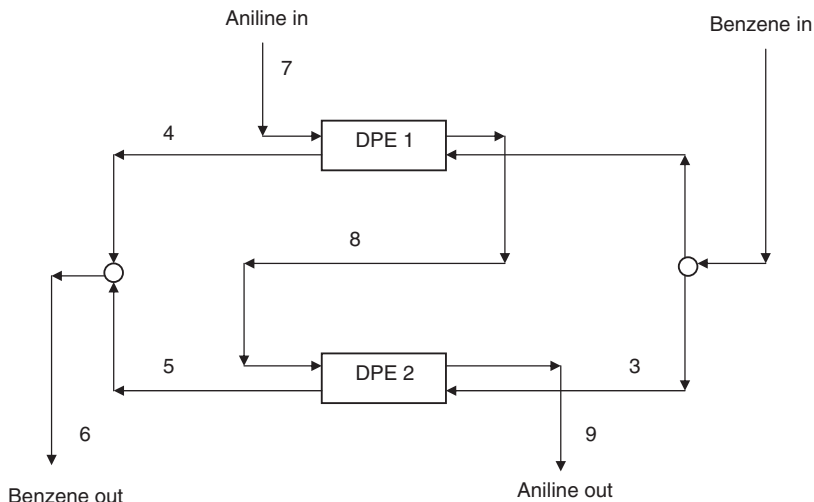 Aniline in
Benzene in
7
4
DPE 1
8
5
DPE 2
3
6
9
Benzene out
Aniline out